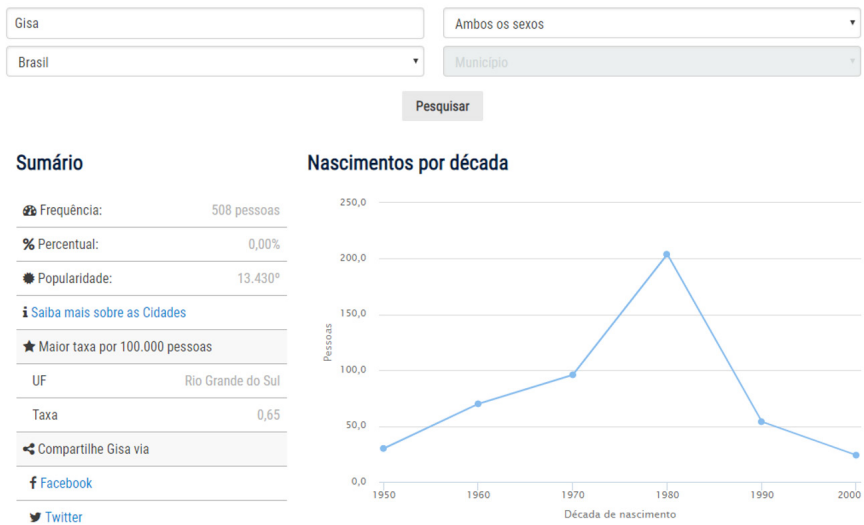 Gisa
Ambos os sexos
Brasil
Município
Pesquisar
Sumário
Frequência: 508 pessoas
% Percentual: 0,00%
Popularidade: 13.430º
Saiba mais sobre as Cidades
Maior taxa por 100.000 pessoas
UF Rio Grande do Sul
Taxa 0,65
Compartilhe Gisa via
Facebook
Twitter
Nascimentos por década
250,0
200,0
150,0
100,0
50,0
0,0
Pessoas
1950 1960 1970 1980 1990 2000
Década de nascimento